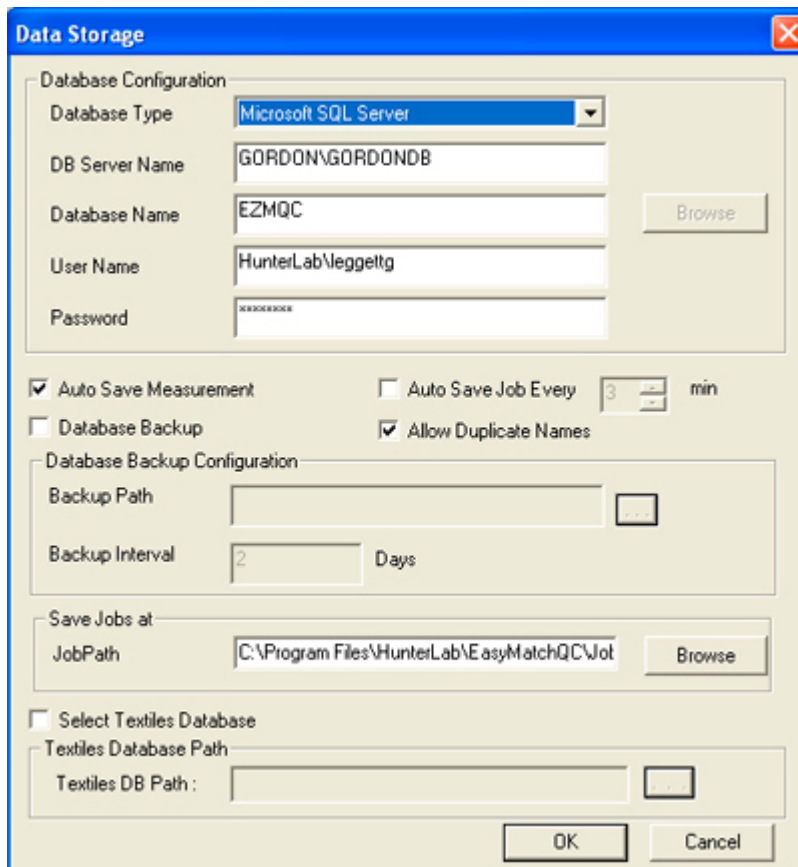 Data Storage
Database Configuration
Database Type Microsoft SQL Server
DB Server Name GORDON\GORDONDB
Database Name EZMQC Browse
User Name HunterLab\leggettg
Password ********
Auto Save Measurement Auto Save Job Every 3 min
Database Backup Allow Duplicate Names
Database Backup Configuration
Backup Path ...
Backup Interval 2 Days
Save Jobs at
JobPath C:\Program Files\HunterLab\EasyMatchQC\Job Browse
Select Textiles Database
Textiles Database Path
Textiles DB Path : ...
OK Cancel